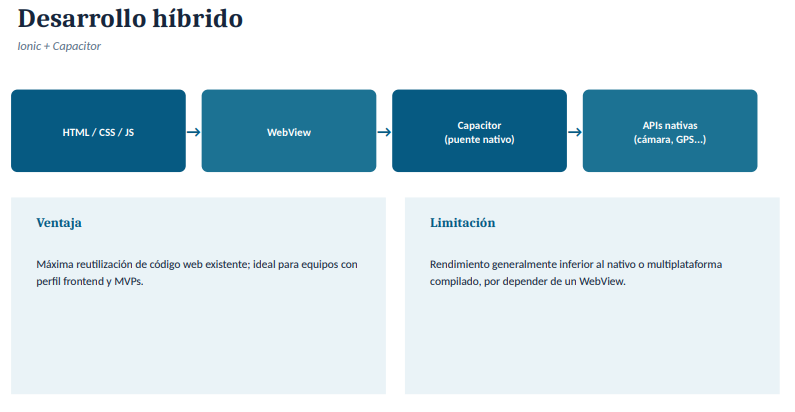 Desarrollo híbrido
Ionic + Capacitor
HTML / CSS / JS
→
WebView
→
Capacitor
(puente nativo)
→
APIs nativas
(cámara, GPS...)
Ventaja
Máxima reutilización de código web existente; ideal para equipos con
perfil frontend y MVPs.
Limitación
Rendimiento generalmente inferior al nativo o multiplataforma
compilado, por depender de un WebView.